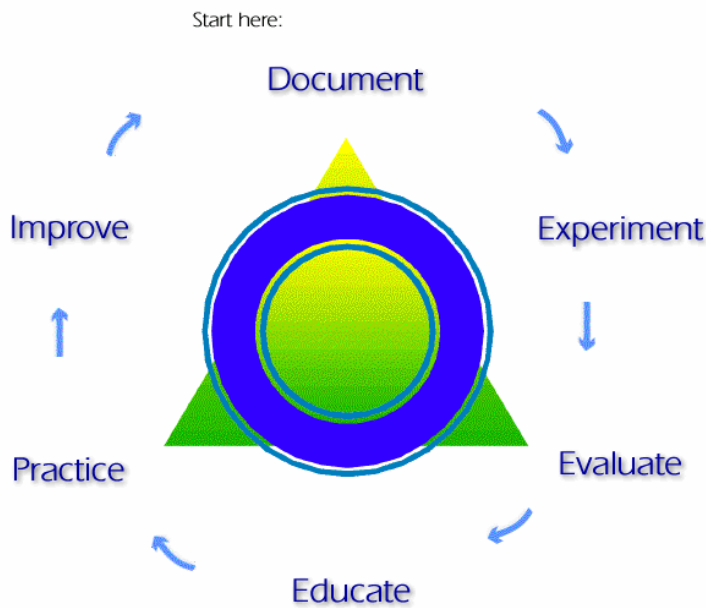 Start here:
Document
Experiment
Evaluate
Educate
Practice
Improve